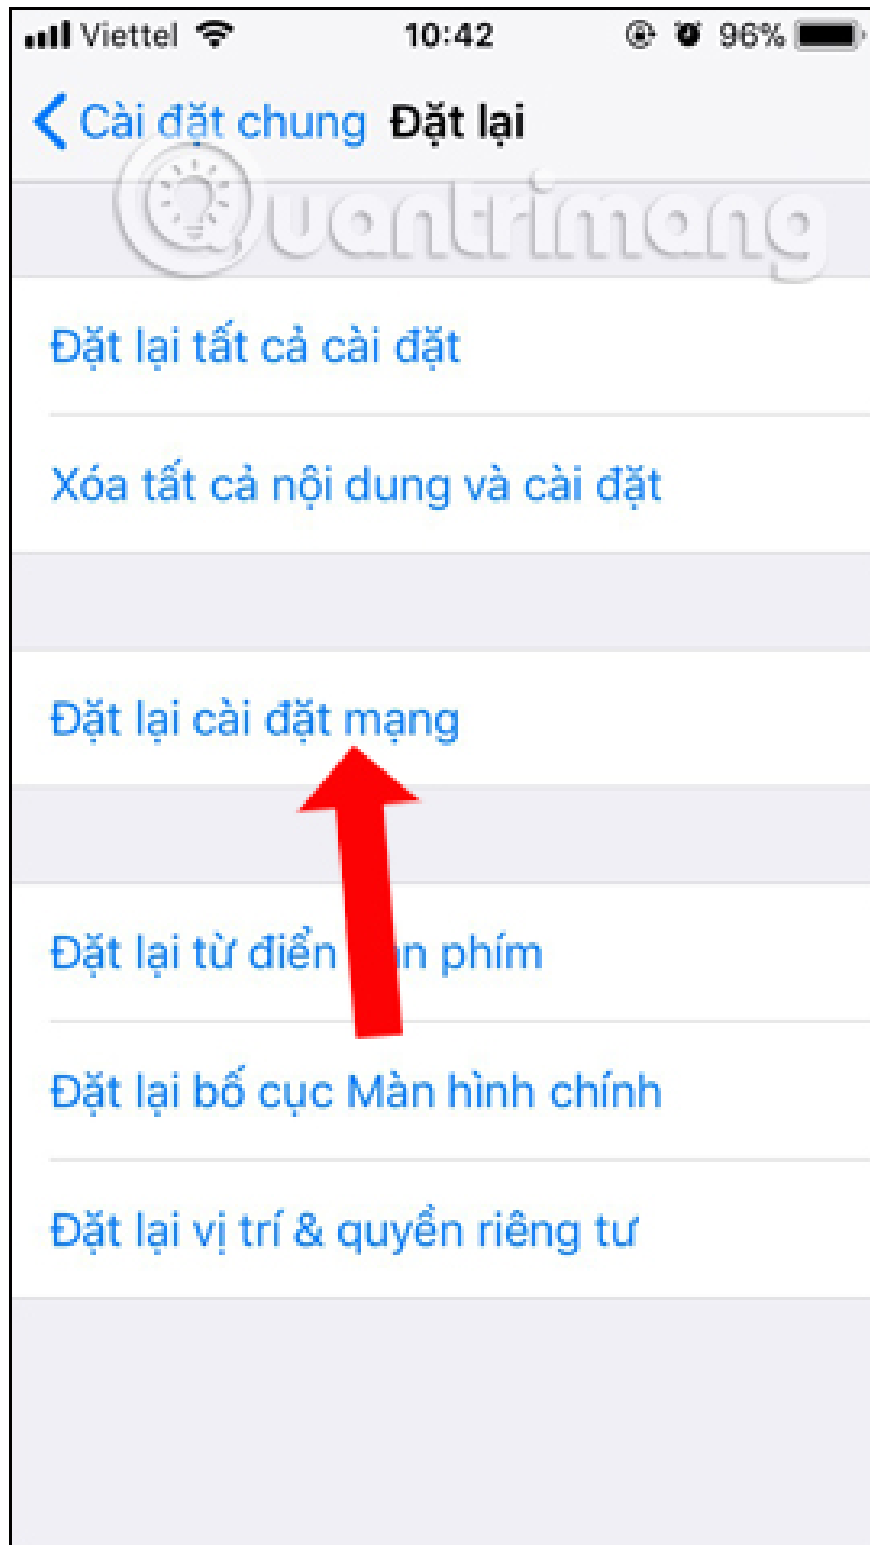 Viettel 10:42 96%
Cài đặt chung Đặt lại
Quantrimang
Đặt lại tất cả cài đặt
Xóa tất cả nội dung và cài đặt
Đặt lại cài đặt mạng
Đặt lại từ điển phím
Đặt lại bố cục Màn hình chính
Đặt lại vị trí & quyền riêng tư